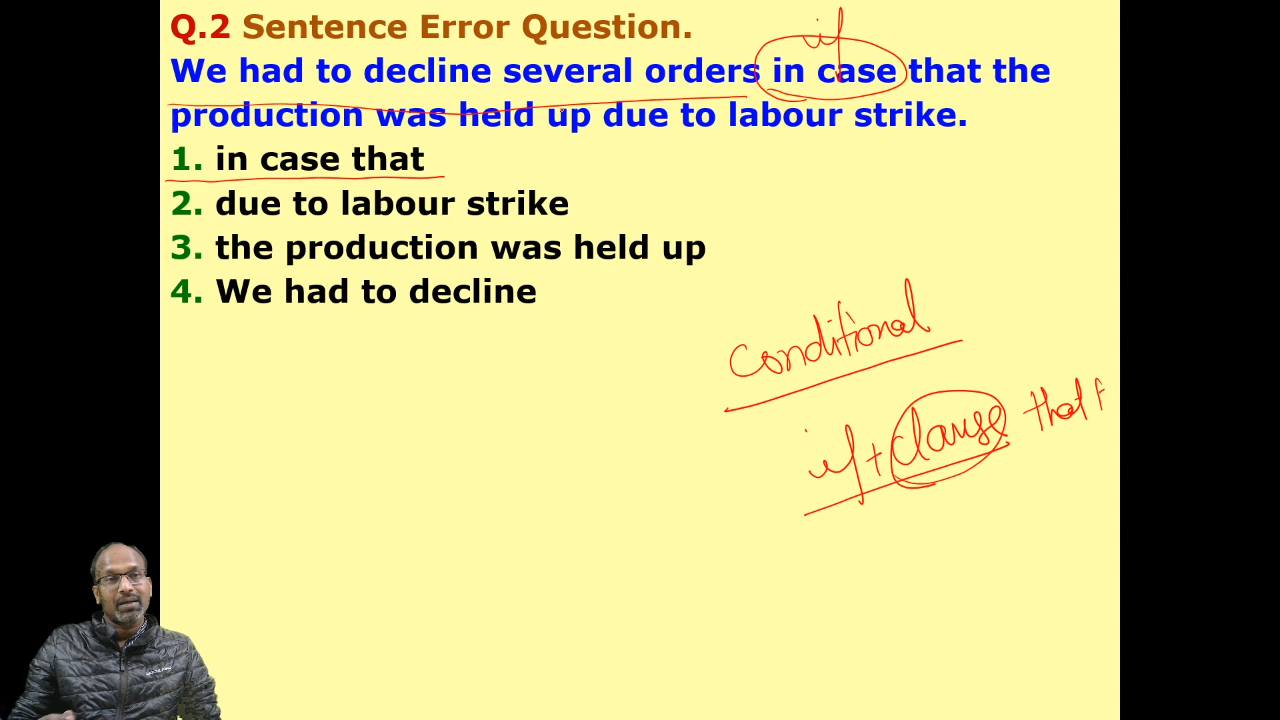 Q.2 Sentence Error Question.
if
We had to decline several orders in case that the
production was held up due to labour strike.
1. in case that
2. due to labour strike
3. the production was held up
4. We had to decline
Conditional
if + clause that